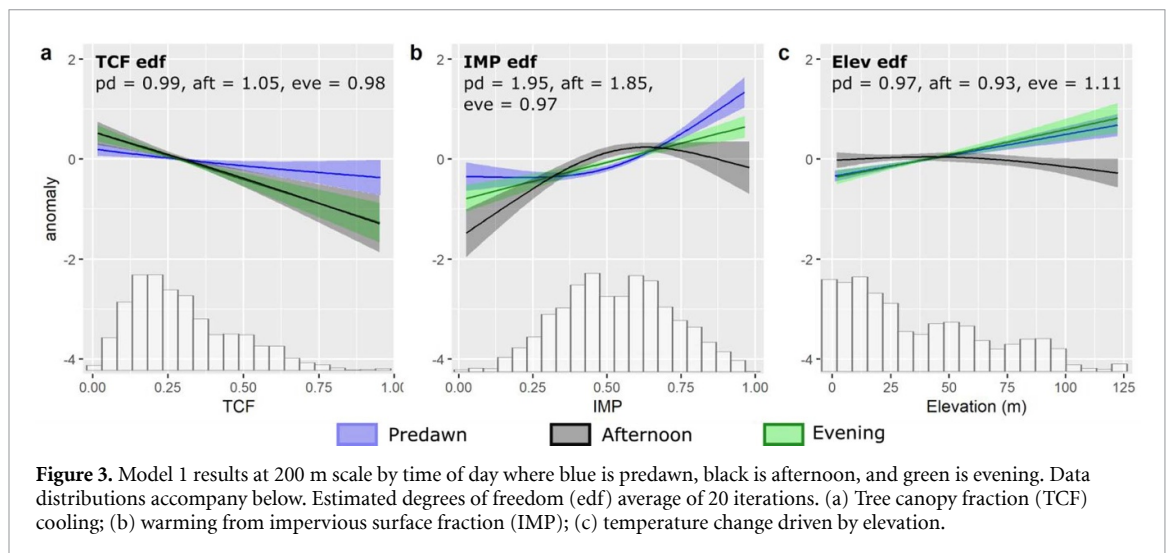 a
TCF edf
pd = 0.99, aft = 1.05, eve = 0.98
b
IMP edf
pd = 1.95, aft = 1.85,
eve = 0.97
c
Elev edf
pd = 0.97, aft = 0.93, eve = 1.11
anomaly
2
0
-2
-4
2
0
-2
-4
2
0
-2
-4
0.00 0.25 0.50 0.75 1.00
0.00 0.25 0.50 0.75 1.00
0 25 50 75 100 125
TCF
IMP
Elevation (m)
Predawn Afternoon Evening
Figure 3. Model 1 results at 200 m scale by time of day where blue is predawn, black is afternoon, and green is evening. Data
distributions accompany below. Estimated degrees of freedom (edf) average of 20 iterations. (a) Tree canopy fraction (TCF)
cooling; (b) warming from impervious surface fraction (IMP); (c) temperature change driven by elevation.